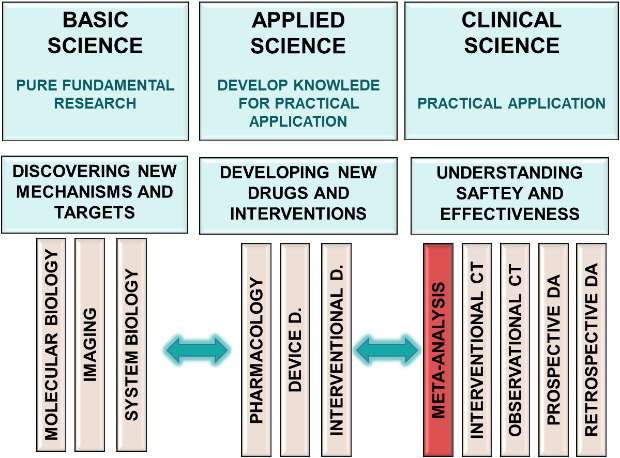 BASIC
SCIENCE
PURE FUNDAMENTAL
RESEARCH
APPLIED
SCIENCE
DEVELOP KNOWLEDE
FOR PRACTICAL
APPLICATION
CLINICAL
SCIENCE
PRACTICAL APPLICATION
DISCOVERING NEW
MECHANISMS AND
TARGETS
DEVELOPING NEW
DRUGS AND
INTERVENTIONS
UNDERSTANDING
SAFTEY AND
EFFECTIVENESS
MOLECULAR BIOLOGY
IMAGING
SYSTEM BIOLOGY
PHARMACOLOGY
DEVICE D.
INTERVENTIONAL D.
META-ANALYSIS
INTERVENTIONAL CT
OBSERVATIONAL CT
PROSPECTIVE DA
RETROSPECTIVE DA